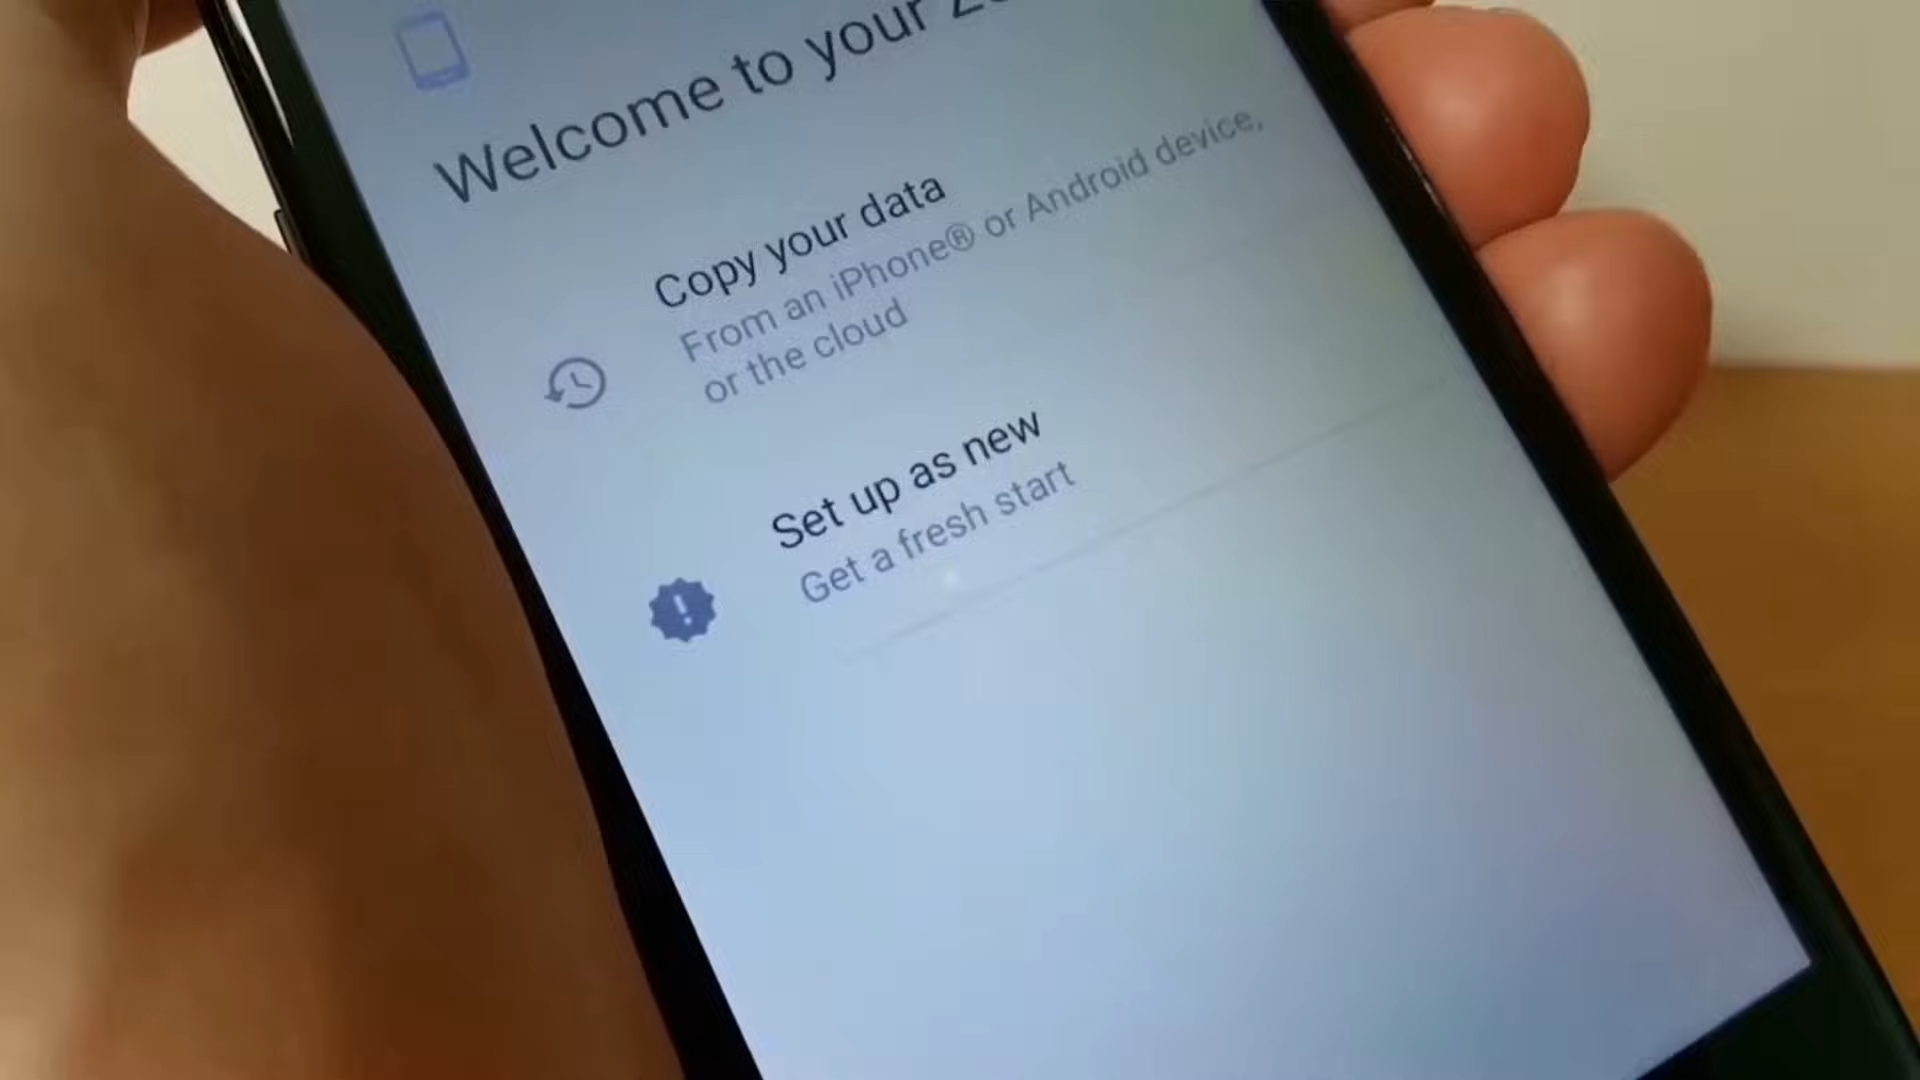 Welcome to your
Copy your data
From an iPhone® or Android device,
or the cloud
Set up as new
Get a fresh start